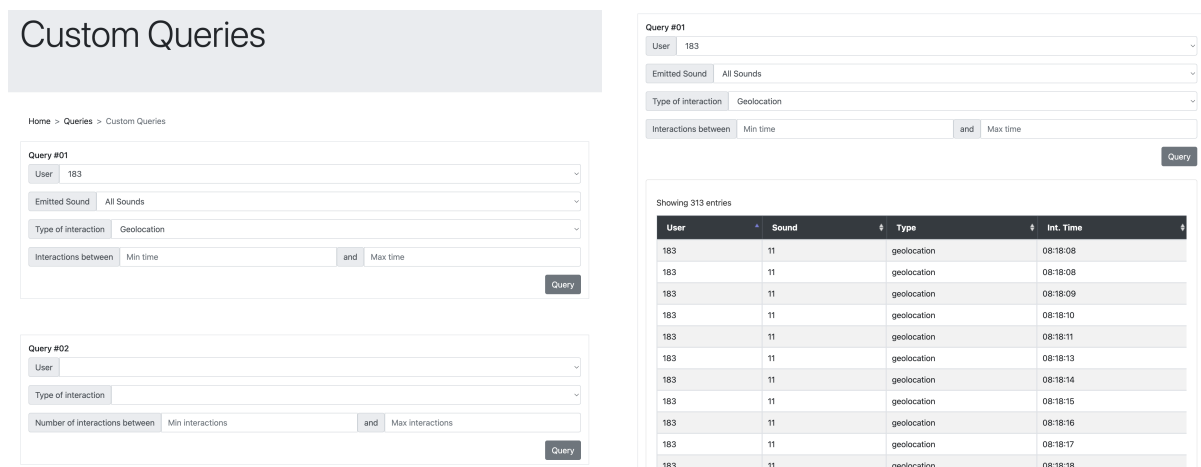 Custom Queries
Home > Queries > Custom Queries
Query #01
User 183
Emitted Sound All Sounds
Type of interaction Geolocation
Interactions between Min time and Max time
Query
Query #02
User
Type of interaction
Number of interactions between Min interactions and Max interactions
Query
Query #01
User 183
Emitted Sound All Sounds
Type of interaction Geolocation
Interactions between Min time and Max time
Query
Showing 313 entries
User Sound Type Int. Time
183 11 geolocation 08:18:08
183 11 geolocation 08:18:08
183 11 geolocation 08:18:09
183 11 geolocation 08:18:10
183 11 geolocation 08:18:11
183 11 geolocation 08:18:13
183 11 geolocation 08:18:14
183 11 geolocation 08:18:15
183 11 geolocation 08:18:16
183 11 geolocation 08:18:17
183 11 geolocation 08:18:18